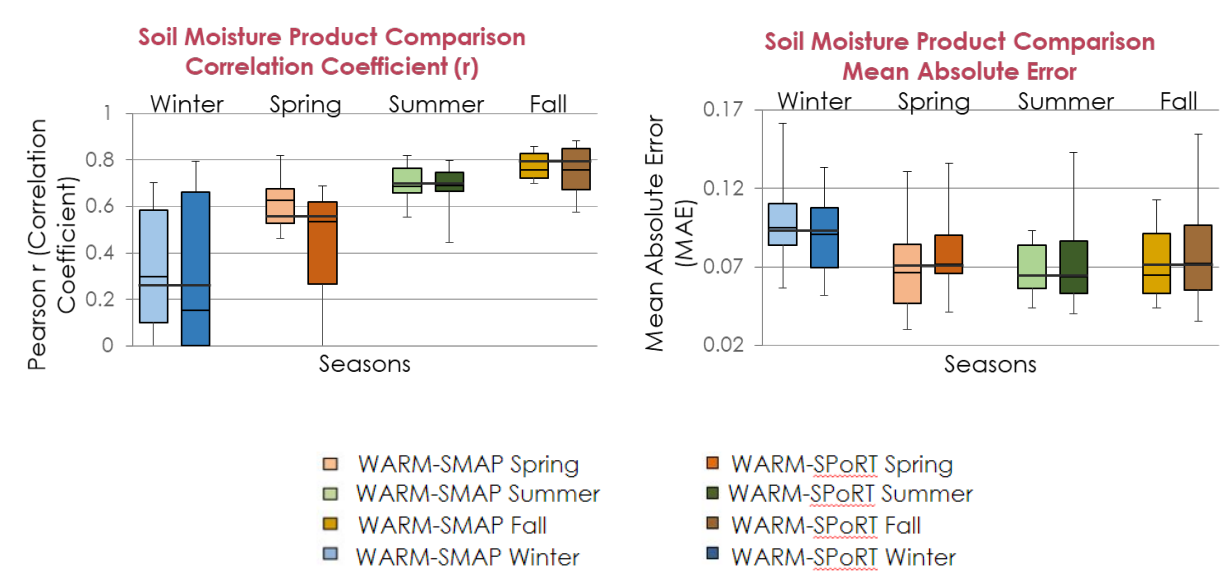 Soil Moisture Product Comparison
Correlation Coefficient (r)
Pearson r (Correlation
Coefficient)
1
0.8
0.6
0.4
0.2
0
Winter
Spring
Summer
Fall
Seasons
Soil Moisture Product Comparison
Mean Absolute Error
Mean Absolute Error
(MAE)
0.17
0.12
0.07
0.02
Winter
Spring
Summer
Fall
Seasons
WARM-SMAP Spring
WARM-SMAP Summer
WARM-SMAP Fall
WARM-SMAP Winter
WARM-SPoRT Spring
WARM-SPoRT Summer
WARM-SPoRT Fall
WARM-SPoRT Winter